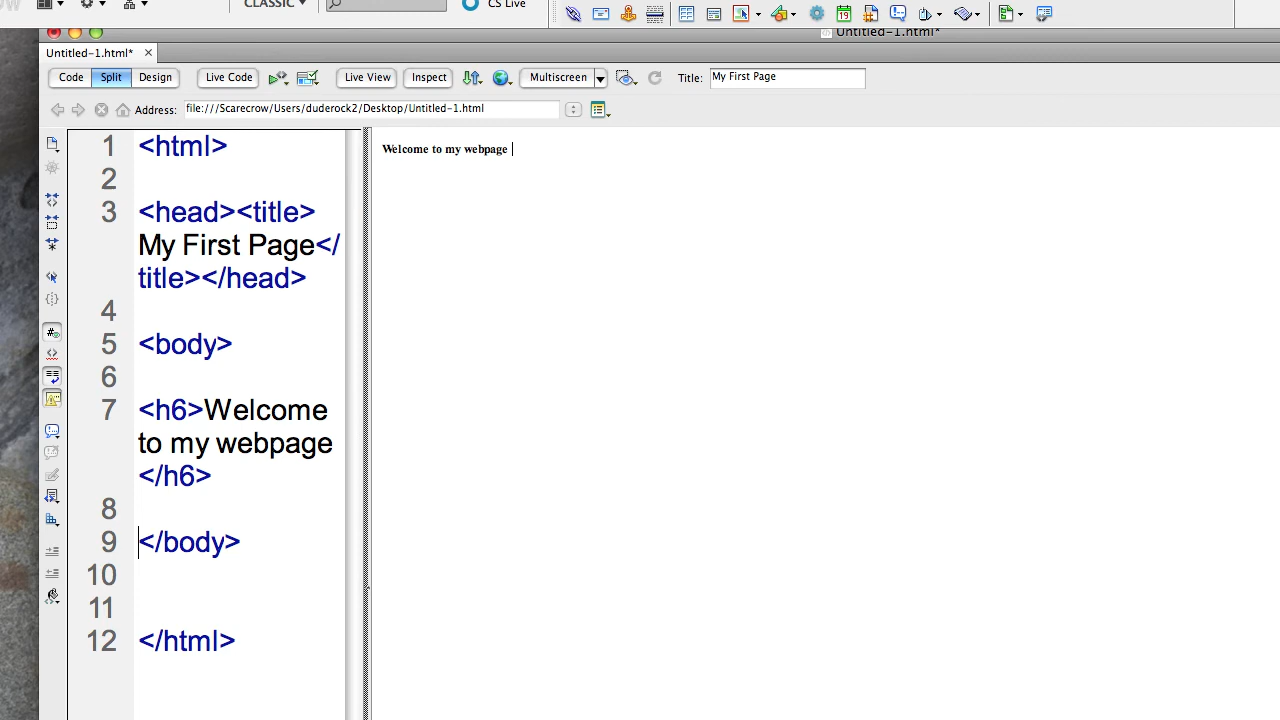 CLASSIC
CS Live
Untitled-1.html*
Untitled-1.html*
Code Split Design Live Code Live View Inspect Multiscreen Title: My First Page
Address: file:///Scarecrow/Users/duderock2/Desktop/Untitled-1.html
1 <html>
2
3 <head><title>
My First Page</
title></head>
4
5 <body>
6
7 <h6>Welcome
to my webpage
</h6>
8
9 </body>
10
11
12 </html>
Welcome to my webpage